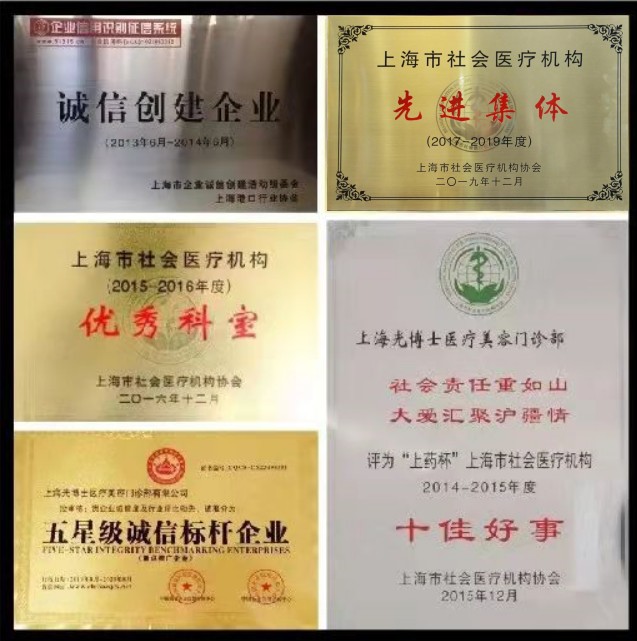 企业信用识别征信系统
诚信创建企业
(2013年6月~2014年6月)
上海市企业诚信创建活动组委会
上海港口行业协会
上海市社会医疗机构
先进集体
(2017-2019年度)
上海市社会医疗机构协会
二〇一九年十二月
上海市社会医疗机构
(2015-2016年度)
优秀科室
上海市社会医疗机构协会
二〇一六年十二月
上海光博士医疗美容门诊部
社会责任重如山
大爱汇聚沪疆情
评为“上药杯”上海市社会医疗机构
2014-2015年度
十佳好事
上海市社会医疗机构协会
2015年12月
上海光博士医疗美容门诊部有限公司
五星级诚信标杆企业
FIVE-STAR INTEGRITY BENCHMARKING ENTERPRISES